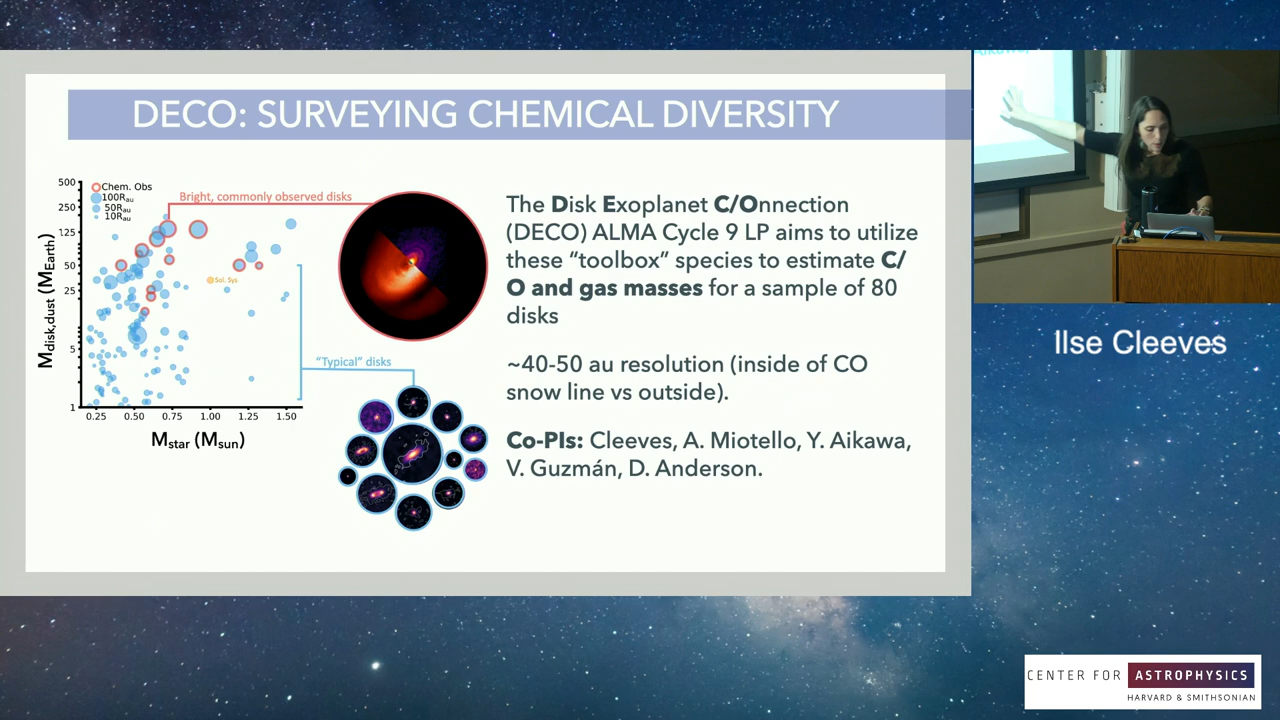 DECO: SURVEYING CHEMICAL DIVERSITY
500
250
125
50
25
5
1
0.25 0.50 0.75 1.00 1.25 1.50
Mdisk,dust (MEarth)
Mstar (Msun)
Chem. Obs
100Rau
50Rau
10Rau
Sol. Sys
Bright, commonly observed disks
"Typical" disks
The Disk Exoplanet C/Onnection
(DECO) ALMA Cycle 9 LP aims to utilize
these “toolbox” species to estimate C/
O and gas masses for a sample of 80
disks
~40-50 au resolution (inside of CO
snow line vs outside).
Co-PIs: Cleeves, A. Miotello, Y. Aikawa,
V. Guzmán, D. Anderson.
Ilse Cleeves
CENTER FOR ASTROPHYSICS
HARVARD & SMITHSONIAN